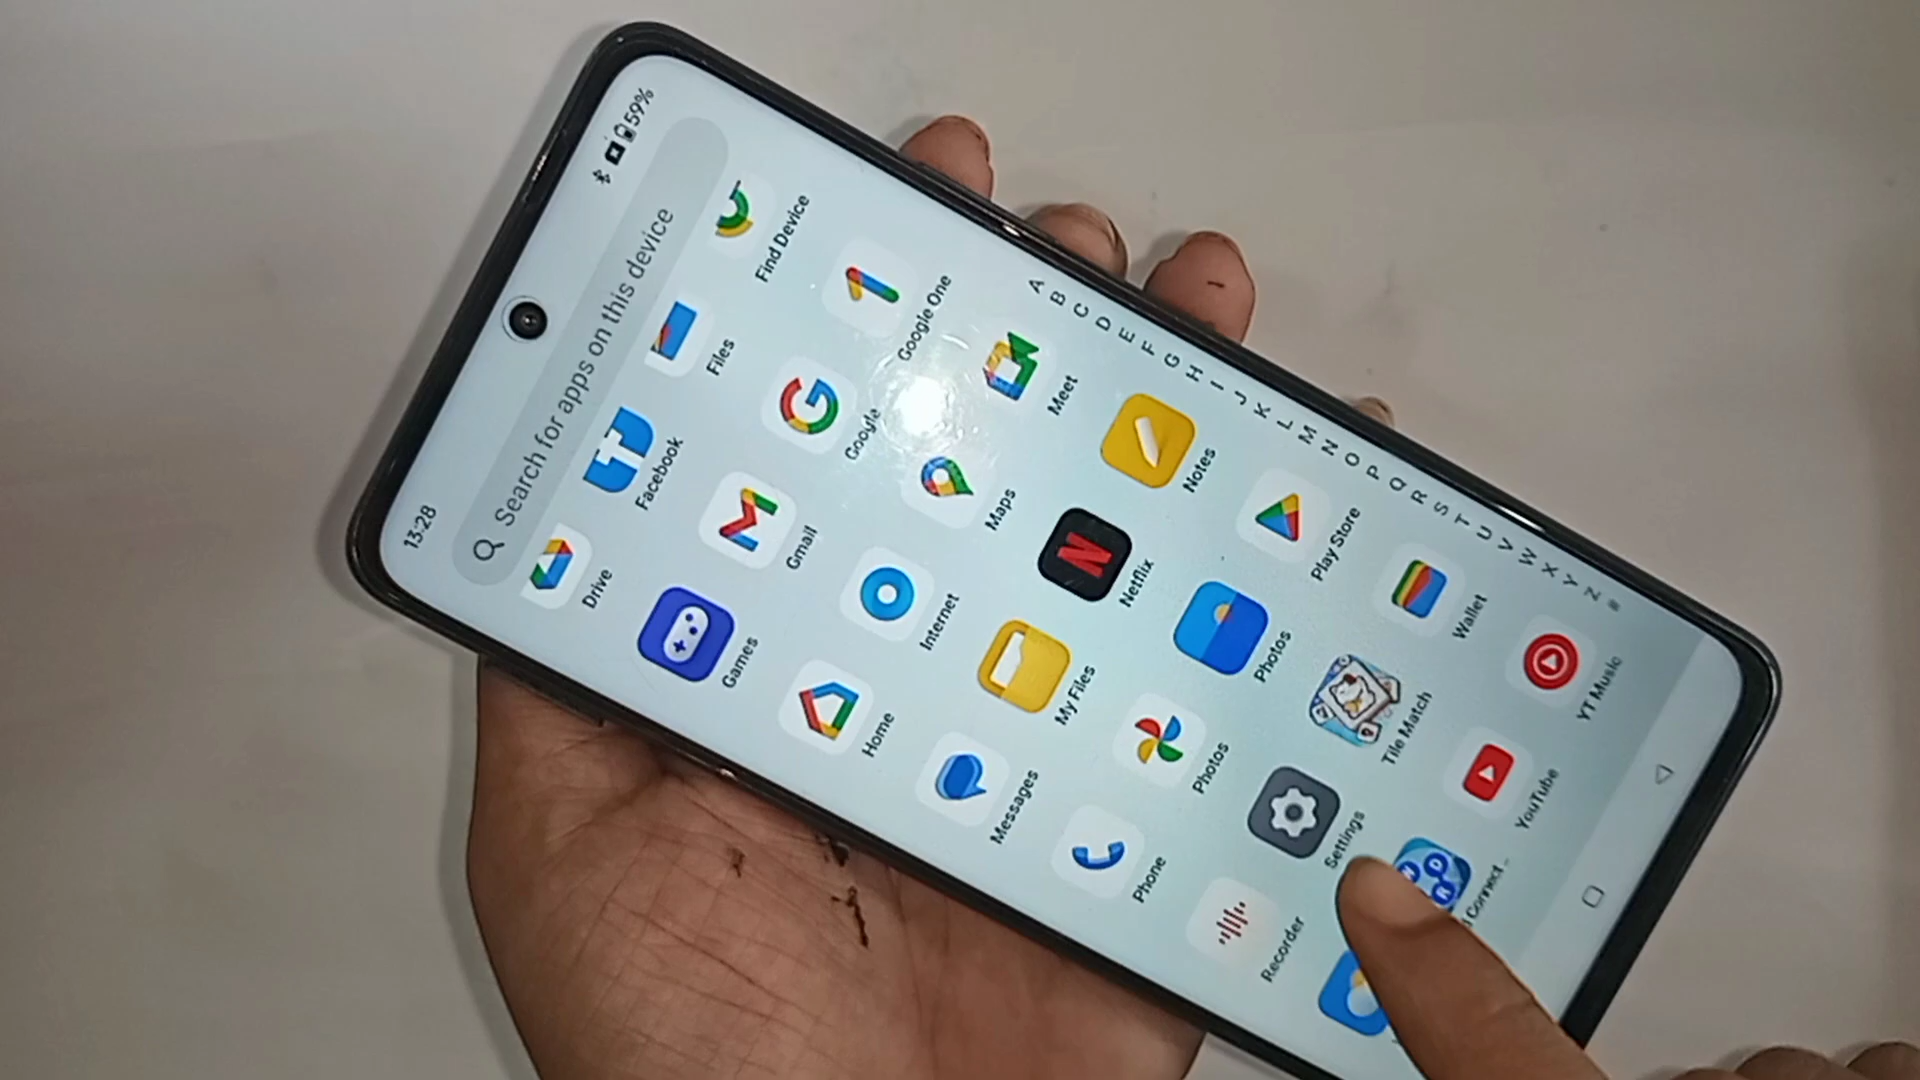 13:28
59%
Search for apps on this device
Drive
Facebook
Files
Find Device
Games
Gmail
Google
Google One
Home
Internet
Maps
Meet
Messages
My Files
Netflix
Notes
Phone
Photos
Photos
Play Store
Recorder
Settings
Tile Match
Wallet
Connect...
YouTube
YT Music
A
B
C
D
E
F
G
H
I
J
K
L
M
N
O
P
Q
R
S
T
U
V
W
X
Y
Z
#